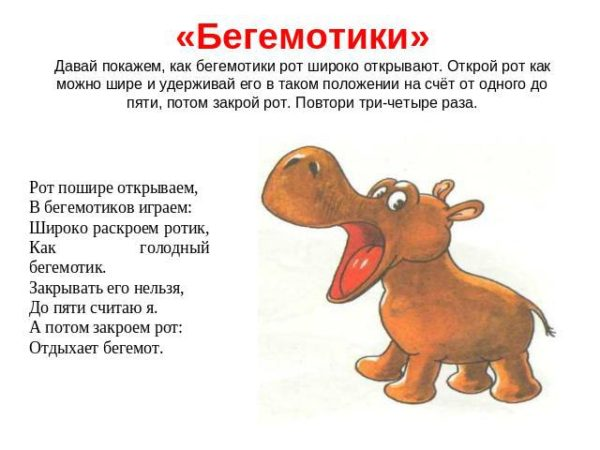 «Бегемотики»
Давай покажем, как бегемотики рот широко открывают. Открой рот как
можно шире и удерживай его в таком положении на счёт от одного до
пяти, потом закрой рот. Повтори три-четыре раза.
Рот пошире открываем,
В бегемотиков играем:
Широко раскроем ротик,
Как голодный
бегемотик.
Закрывать его нельзя,
До пяти считаю я.
А потом закроем рот:
Отдыхает бегемот.